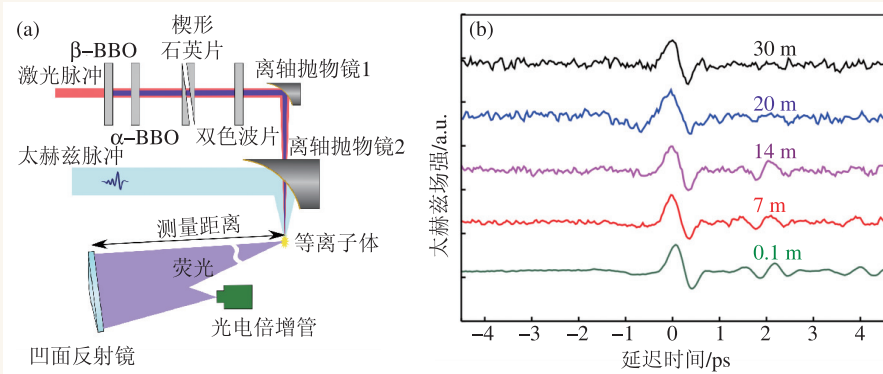 (a)
楔形
石英片
β-BBO
激光脉冲
离轴抛物镜1
α-BBO
双色波片
离轴抛物镜2
太赫兹脉冲
测量距离
等离子体
荧光
光电倍增管
凹面反射镜
(b)
30 m
20 m
14 m
7 m
0.1 m
太赫兹场强/a.u.
−4 −3 −2 −1 0 1 2 3 4
延迟时间/ps